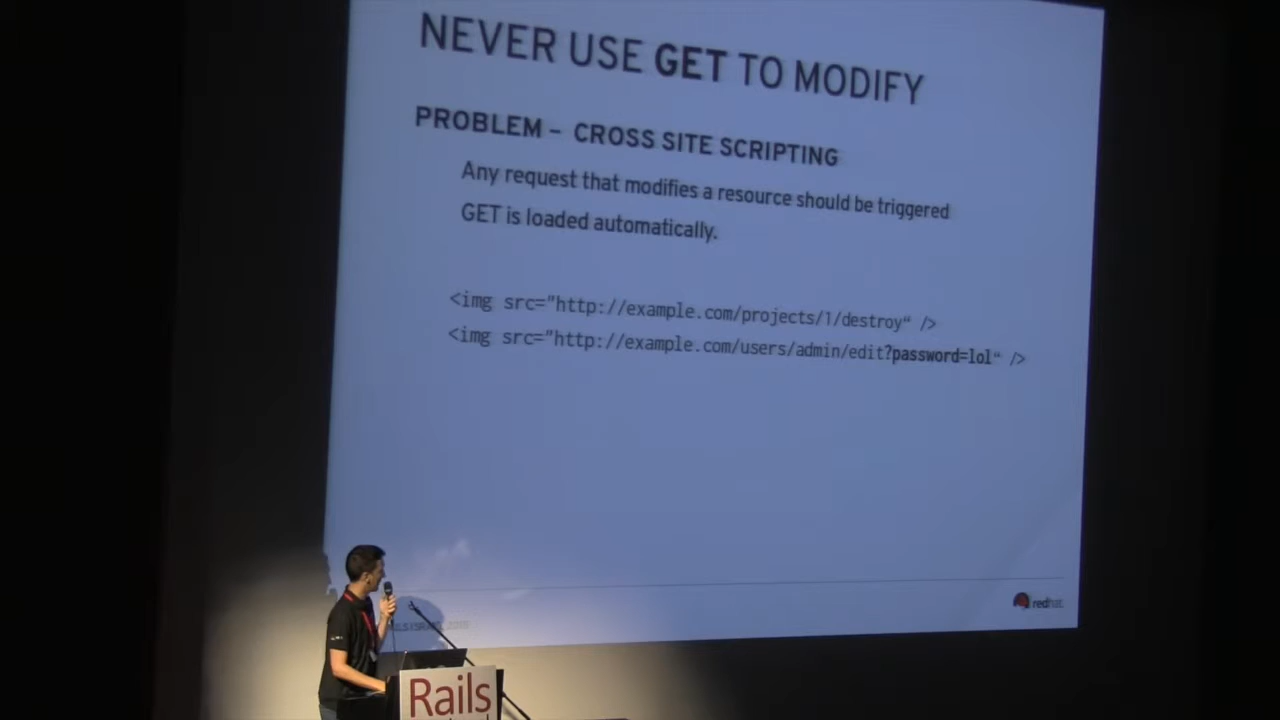 NEVER USE GET TO MODIFY
PROBLEM – CROSS SITE SCRIPTING
Any request that modifies a resource should be triggered
GET is loaded automatically.
<img src="http://example.com/projects/1/destroy“ />
<img src="http://example.com/users/admin/edit?password=lol“ />
redhat.
Rails